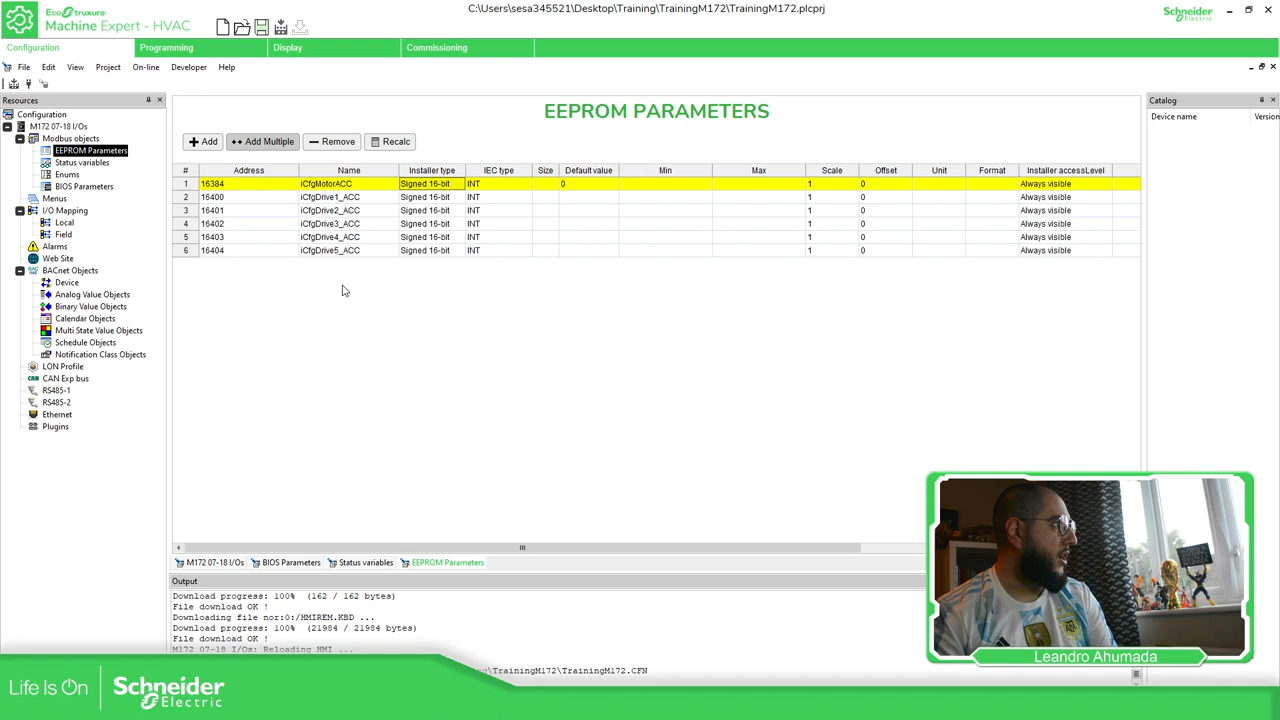 EcoStruxure
Machine Expert - HVAC
C:\Users\sesa345521\Desktop\Training\TrainingM172\TrainingM172.plcprj
Schneider
Electric
Configuration
Programming
Display
Commissioning
File Edit View Project On-line Developer Help
Resources
Configuration
M172 07-18 I/Os
Modbus objects
EEPROM Parameters
Status variables
Enums
BIOS Parameters
Menus
I/O Mapping
Local
Field
Alarms
Web Site
BACnet Objects
Device
Analog Value Objects
Binary Value Objects
Calendar Objects
Multi State Value Objects
Schedule Objects
Notification Class Objects
LON Profile
CAN Exp bus
RS485-1
RS485-2
Ethernet
Plugins
EEPROM PARAMETERS
Add Add Multiple Remove Recalc
# Address Name Installer type IEC type Size Default value Min Max Scale Offset Unit Format Installer accessLevel
1 16384 iCfgMotorACC Signed 16-bit INT 0 1 0 Always visible
2 16400 iCfgDrive1_ACC Signed 16-bit INT 1 0 Always visible
3 16401 iCfgDrive2_ACC Signed 16-bit INT 1 0 Always visible
4 16402 iCfgDrive3_ACC Signed 16-bit INT 1 0 Always visible
5 16403 iCfgDrive4_ACC Signed 16-bit INT 1 0 Always visible
6 16404 iCfgDrive5_ACC Signed 16-bit INT 1 0 Always visible
Catalog
Device name Version
M172 07-18 I/Os BIOS Parameters Status variables EEPROM Parameters
Output
Download progress: 100% (162 / 162 bytes)
File download OK !
Downloading file nor:0:/HMIREM.KBD ...
Download progress: 100% (21984 / 21984 bytes)
File download OK !
M172 07-18 I/Os: Reloading HMI ...
\TrainingM172\TrainingM172.CFN
Leandro Ahumada
AFA
Life Is On
Schneider
Electric